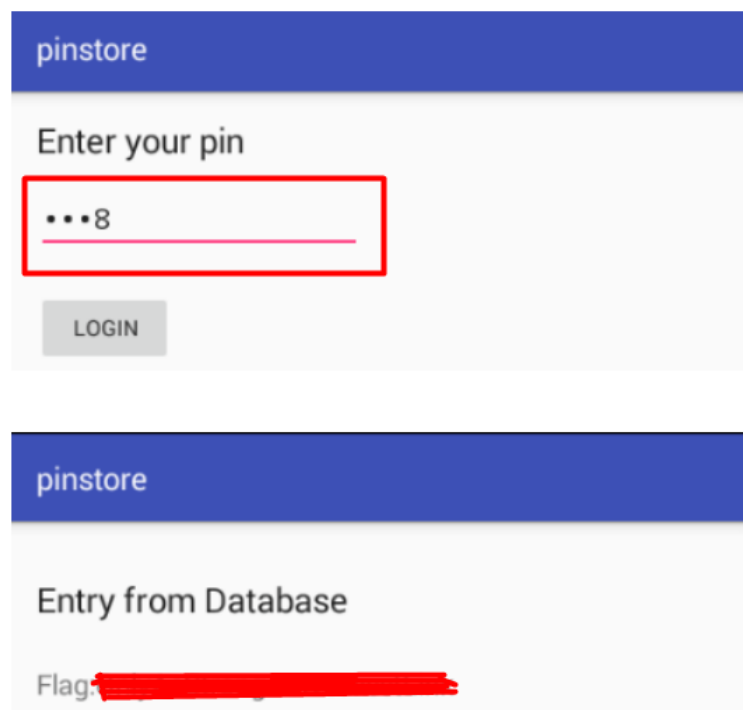 pinstore
Enter your pin
•••8
LOGIN
pinstore
Entry from Database
Flag: